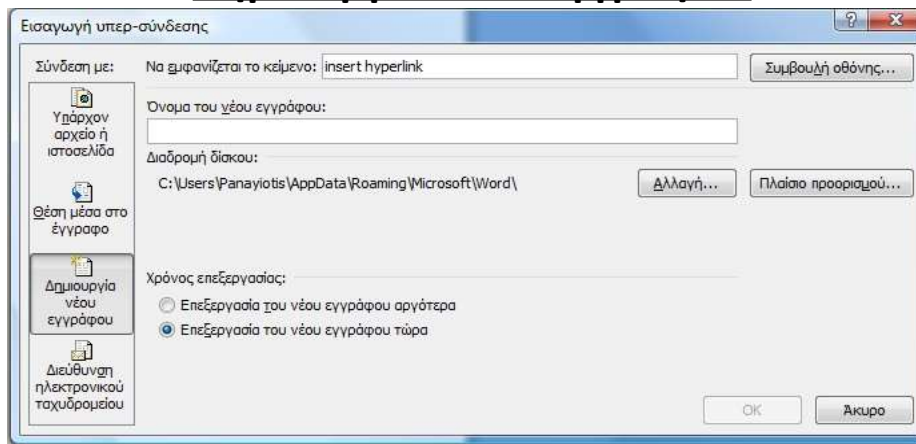 Εισαγωγή υπερ-σύνδεσης
Σύνδεση με:
Να εμφανίζεται το κείμενο: insert hyperlink
Συμβουλή οθόνης...
Υπάρχον
αρχείο ή
ιστοσελίδα
Όνομα του νέου εγγράφου:
Διαδρομή δίσκου:
C:\Users\Panayiotis\AppData\Roaming\Microsoft\Word\
Αλλαγή...
Πλαίσιο προορισμού...
Θέση μέσα στο
έγγραφο
Δημιουργία
νέου
εγγράφου
Χρόνος επεξεργασίας:
Επεξεργασία του νέου εγγράφου αργότερα
Επεξεργασία του νέου εγγράφου τώρα
Διεύθυνση
ηλεκτρονικού
ταχυδρομείου
OK
Άκυρο